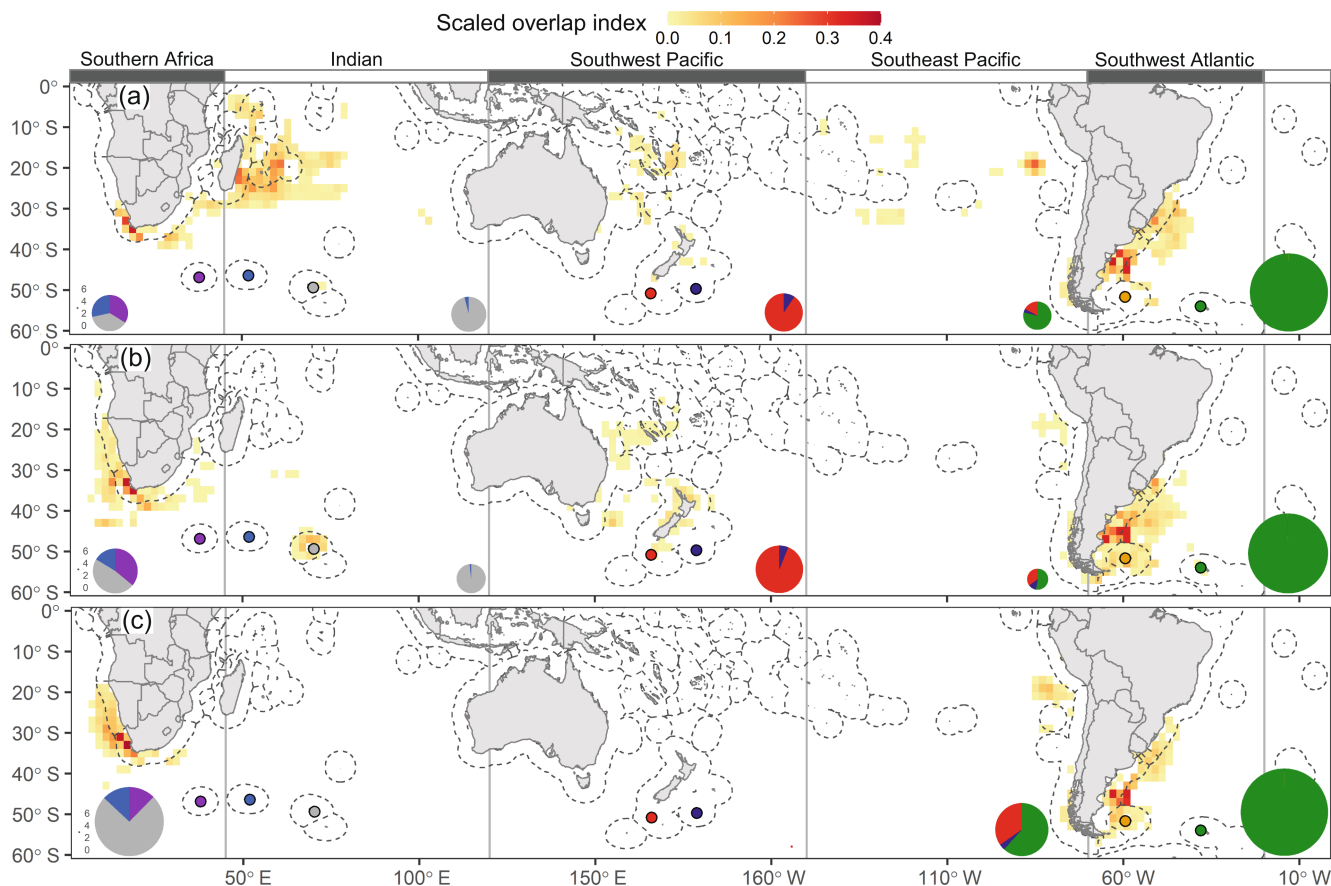 Scaled overlap index
0.0 0.1 0.2 0.3 0.4
Southern Africa Indian Southwest Pacific Southeast Pacific Southwest Atlantic
(a)
0°
10° S
20° S
30° S
40° S
50° S
60° S
6
4
2
0
(b)
0°
10° S
20° S
30° S
40° S
50° S
60° S
6
4
2
0
(c)
0°
10° S
20° S
30° S
40° S
50° S
60° S
6
4
2
0
50° E 100° E 150° E 160° W 110° W 60° W 10° W